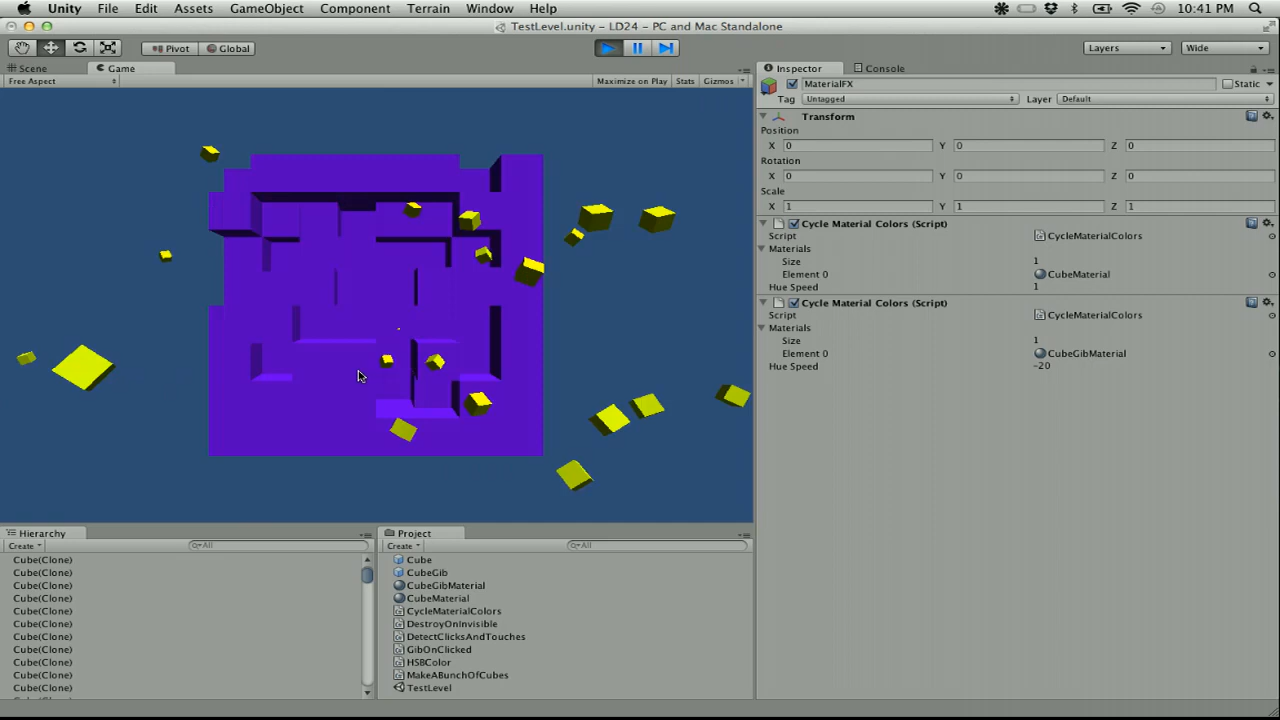 Unity File Edit Assets GameObject Component Terrain Window Help 10:41 PM
TestLevel.unity – LD24 – PC and Mac Standalone
Pivot Global Layers Wide
Scene Game Inspector Console
Free Aspect Maximize on Play Stats Gizmos
MaterialFX Static
Tag Untagged Layer Default
Transform
Position
X 0 Y 0 Z 0
Rotation
X 0 Y 0 Z 0
Scale
X 1 Y 1 Z 1
Cycle Material Colors (Script)
Script CycleMaterialColors
Materials
Size 1
Element 0 CubeMaterial
Hue Speed 1
Cycle Material Colors (Script)
Script CycleMaterialColors
Materials
Size 1
Element 0 CubeGibMaterial
Hue Speed -20
Hierarchy
Create All
Cube(Clone)
Cube(Clone)
Cube(Clone)
Cube(Clone)
Cube(Clone)
Cube(Clone)
Cube(Clone)
Cube(Clone)
Cube(Clone)
Cube(Clone)
Cube(Clone)
Project
Create All
Cube
CubeGib
CubeGibMaterial
CubeMaterial
CycleMaterialColors
DestroyOnInvisible
DetectClicksAndTouches
GibOnClicked
HSBColor
MakeABunchOfCubes
TestLevel